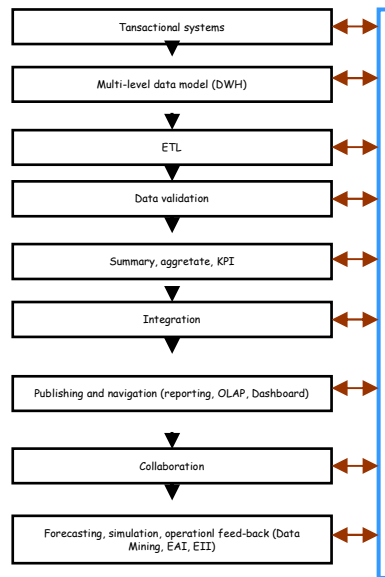 Tansactional systems
Multi-level data model (DWH)
ETL
Data validation
Summary, aggretate, KPI
Integration
Publishing and navigation (reporting, OLAP, Dashboard)
Collaboration
Forecasting, simulation, operationl feed-back (Data
Mining, EAI, EII)